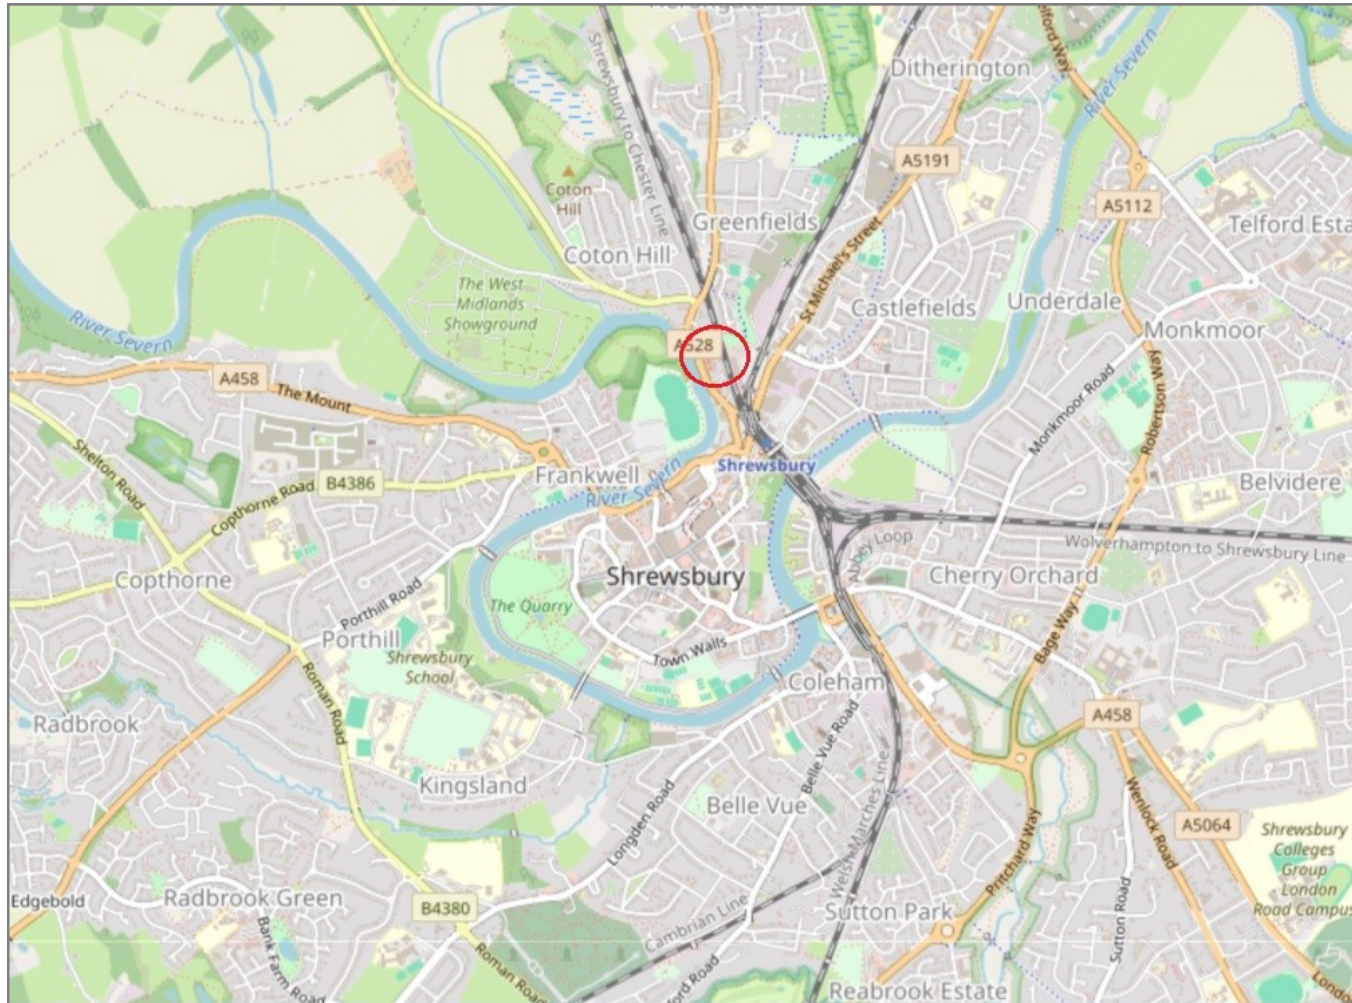 Ditherington
Telford Way
River Severn
Shrewsbury to Chester Line
A5191
Coton
Hill
A5112
Greenfields
Telford Esta
Coton Hill
St Michael's Street
The West
Midlands
Showground
Castlefields
Underdale
Monkmoor
River Severn
A528
A458
The Mount
Robertson Way
Monkmoor Road
Shelton Road
Shrewsbury
Frankwell
B4386
River Severn
Belvidere
Copthorne Road
Abbey Loop
Wolverhampton to Shrewsbury Line
Copthorne
Shrewsbury
Cherry Orchard
The Quarry
Porthill Road
Porthill
Bage Way
Town Walls
Shrewsbury
School
Coleham
Roman Road
Radbrook
A458
Belle Vue Road
Kingsland
Belle Vue
Longden Road
Welsh Marches Line
Wenlock Road
A5064
Pritchard Way
Shrewsbury
Colleges
Group
London
Road Campus
Edgebold
Radbrook Green
B4380
Cambrian Line
Sutton Park
Sutton Road
Bank Farm Road
Roman Road
ford Road
Reabrook Estate
Londo